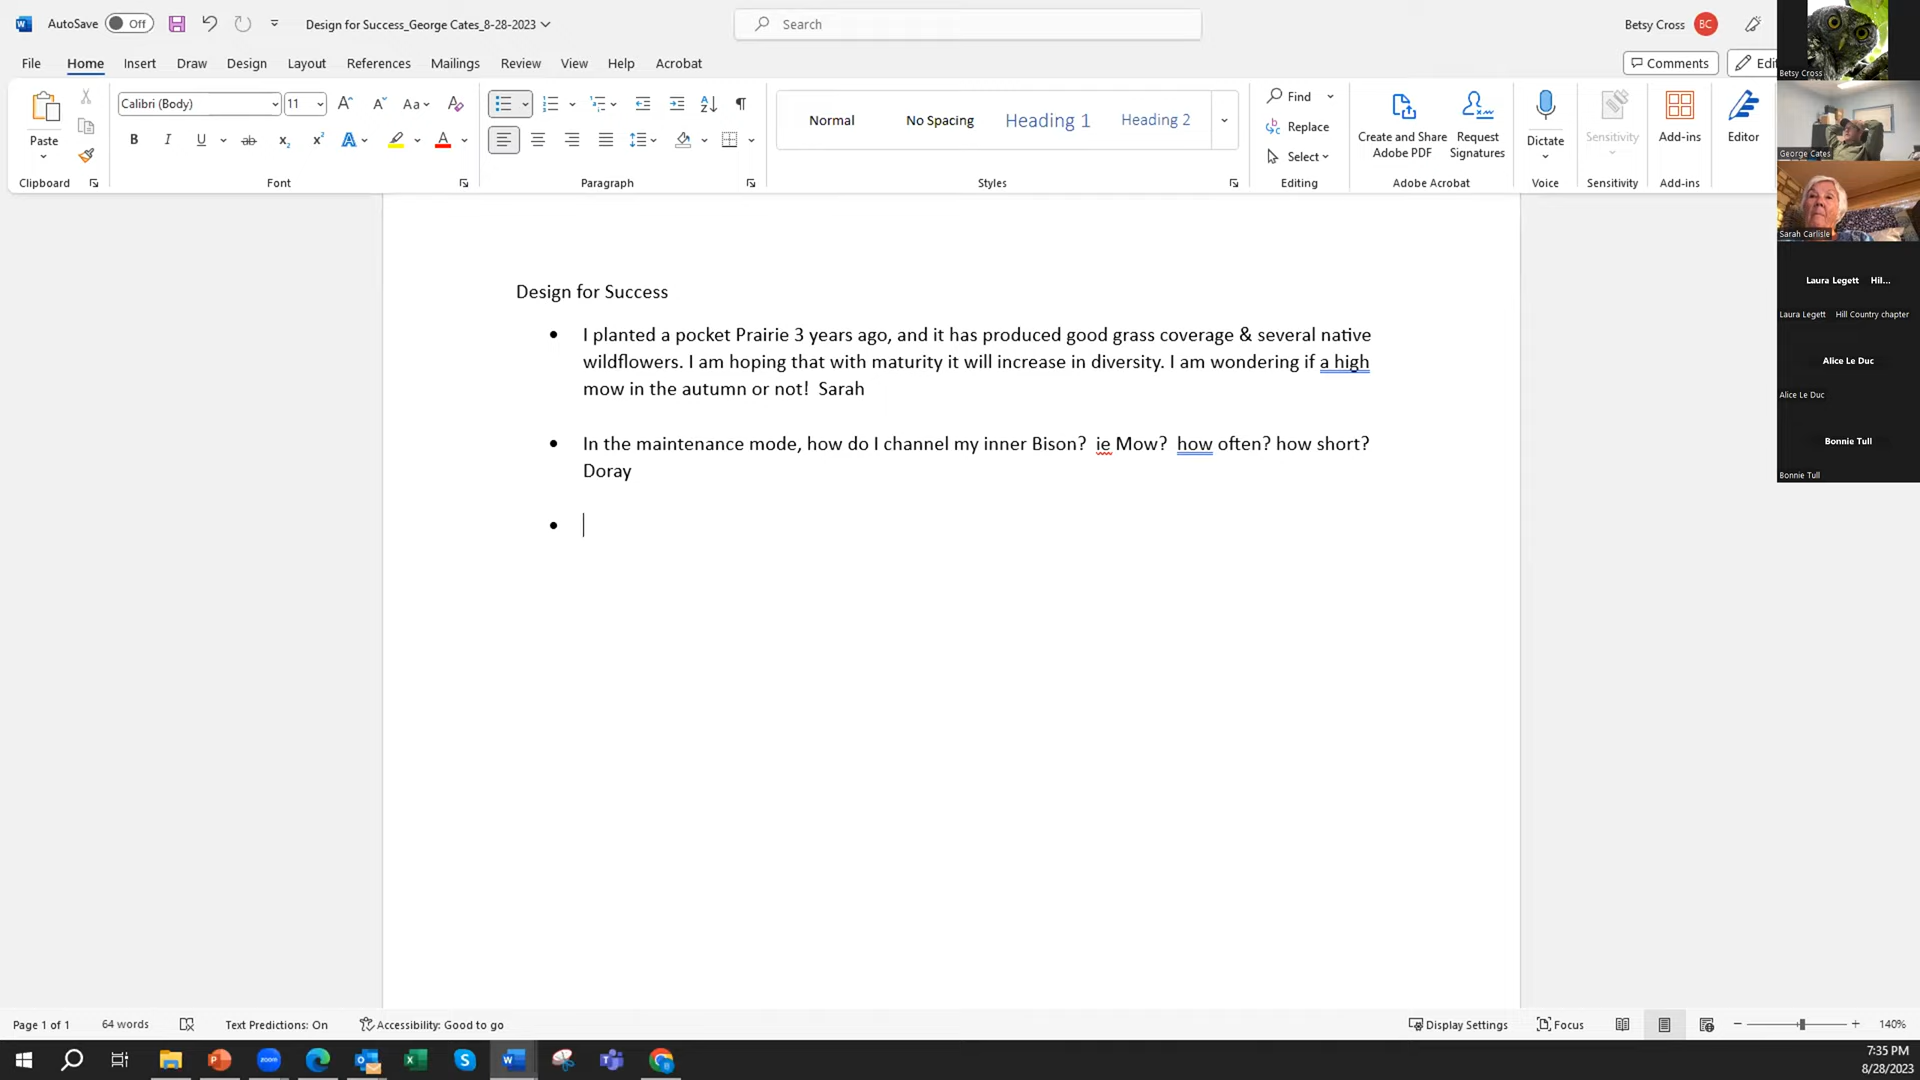 AutoSave Off Design for Success_George Cates_8-28-2023 Search Betsy Cross BC
File Home Insert Draw Design Layout References Mailings Review View Help Acrobat Comments Edit
Calibri (Body) 11 Aa
Paste B I U ab x₂ x² A A
Normal No Spacing Heading 1 Heading 2
Find
Replace
Select
Create and Share
Adobe PDF
Request
Signatures
Dictate
Sensitivity
Add-ins
Editor
Clipboard Font Paragraph Styles Editing Adobe Acrobat Voice Sensitivity Add-ins
Design for Success
• I planted a pocket Prairie 3 years ago, and it has produced good grass coverage & several native
wildflowers. I am hoping that with maturity it will increase in diversity. I am wondering if a high
mow in the autumn or not!  Sarah
• In the maintenance mode, how do I channel my inner Bison?  ie Mow?  how often? how short?
Doray
•
Betsy Cross
George Cates
Sarah Carlisle
Laura Legett Hil...
Laura Legett Hill Country chapter
Alice Le Duc
Alice Le Duc
Bonnie Tull
Bonnie Tull
Page 1 of 1 64 words Text Predictions: On Accessibility: Good to go Display Settings Focus 140%
zoom
7:35 PM
8/28/2023